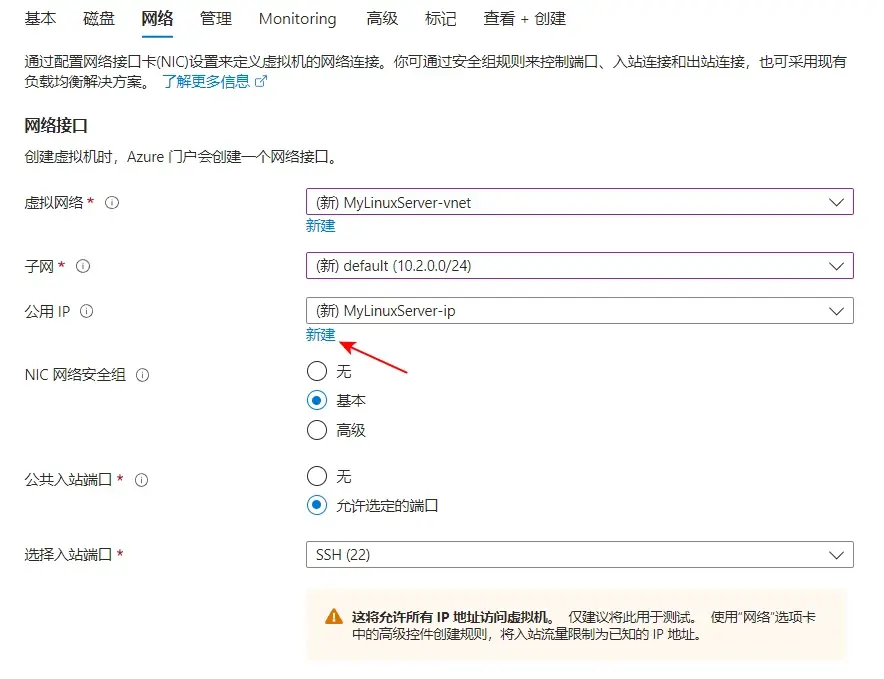 基本 磁盘 网络 管理 Monitoring 高级 标记 查看 + 创建
通过配置网络接口卡(NIC)设置来定义虚拟机的网络连接。你可通过安全组规则来控制端口、入站连接和出站连接，也可采用现有
负载均衡解决方案。 了解更多信息
网络接口
创建虚拟机时，Azure 门户会创建一个网络接口。
虚拟网络 * (新) MyLinuxServer-vnet
新建
子网 * (新) default (10.2.0.0/24)
公用 IP (新) MyLinuxServer-ip
新建
NIC 网络安全组 无
基本
高级
公共入站端口 * 无
允许选定的端口
选择入站端口 * SSH (22)
这将允许所有 IP 地址访问虚拟机。 仅建议将此用于测试。 使用“网络”选项卡
中的高级控件创建规则，将入站流量限制为已知的 IP 地址。